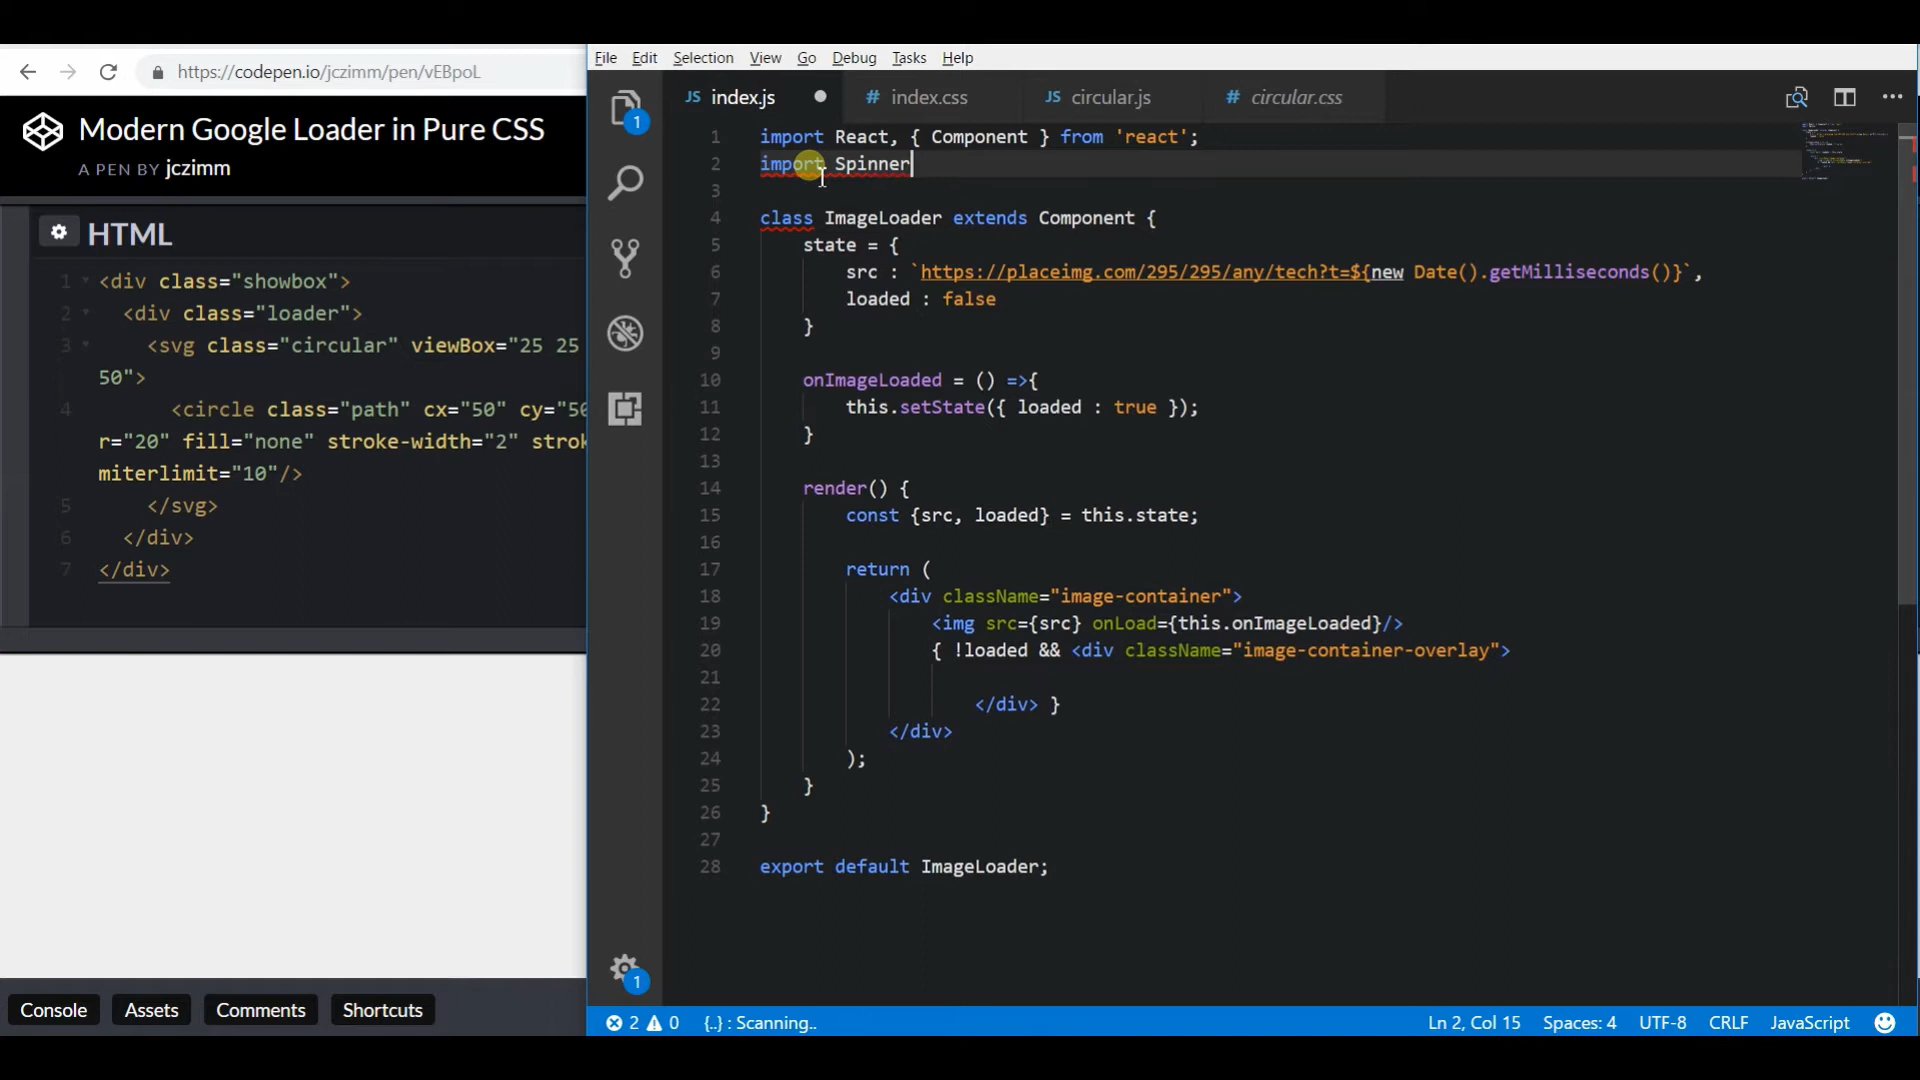 https://codepen.io/jczimm/pen/vEBpoL
Modern Google Loader in Pure CSS
A PEN BY jczimm
HTML
1 <div class="showbox">
2 <div class="loader">
3 <svg class="circular" viewBox="25 25
50">
4 <circle class="path" cx="50" cy="50
r="20" fill="none" stroke-width="2" strok
miterlimit="10"/>
5 </svg>
6 </div>
7 </div>
Console Assets Comments Shortcuts
File Edit Selection View Go Debug Tasks Help
1
JS index.js # index.css JS circular.js # circular.css
1 import React, { Component } from 'react';
2 import Spinner
3
4 class ImageLoader extends Component {
5 state = {
6 src : `https://placeimg.com/295/295/any/tech?t=${new Date().getMilliseconds()}`,
7 loaded : false
8 }
9
10 onImageLoaded = () =>{
11 this.setState({ loaded : true });
12 }
13
14 render() {
15 const {src, loaded} = this.state;
16
17 return (
18 <div className="image-container">
19 <img src={src} onLoad={this.onImageLoaded}/>
20 { !loaded && <div className="image-container-overlay">
21
22 </div> }
23 </div>
24 );
25 }
26 }
27
28 export default ImageLoader;
1
2 0 {..} : Scanning.. Ln 2, Col 15 Spaces: 4 UTF-8 CRLF JavaScript